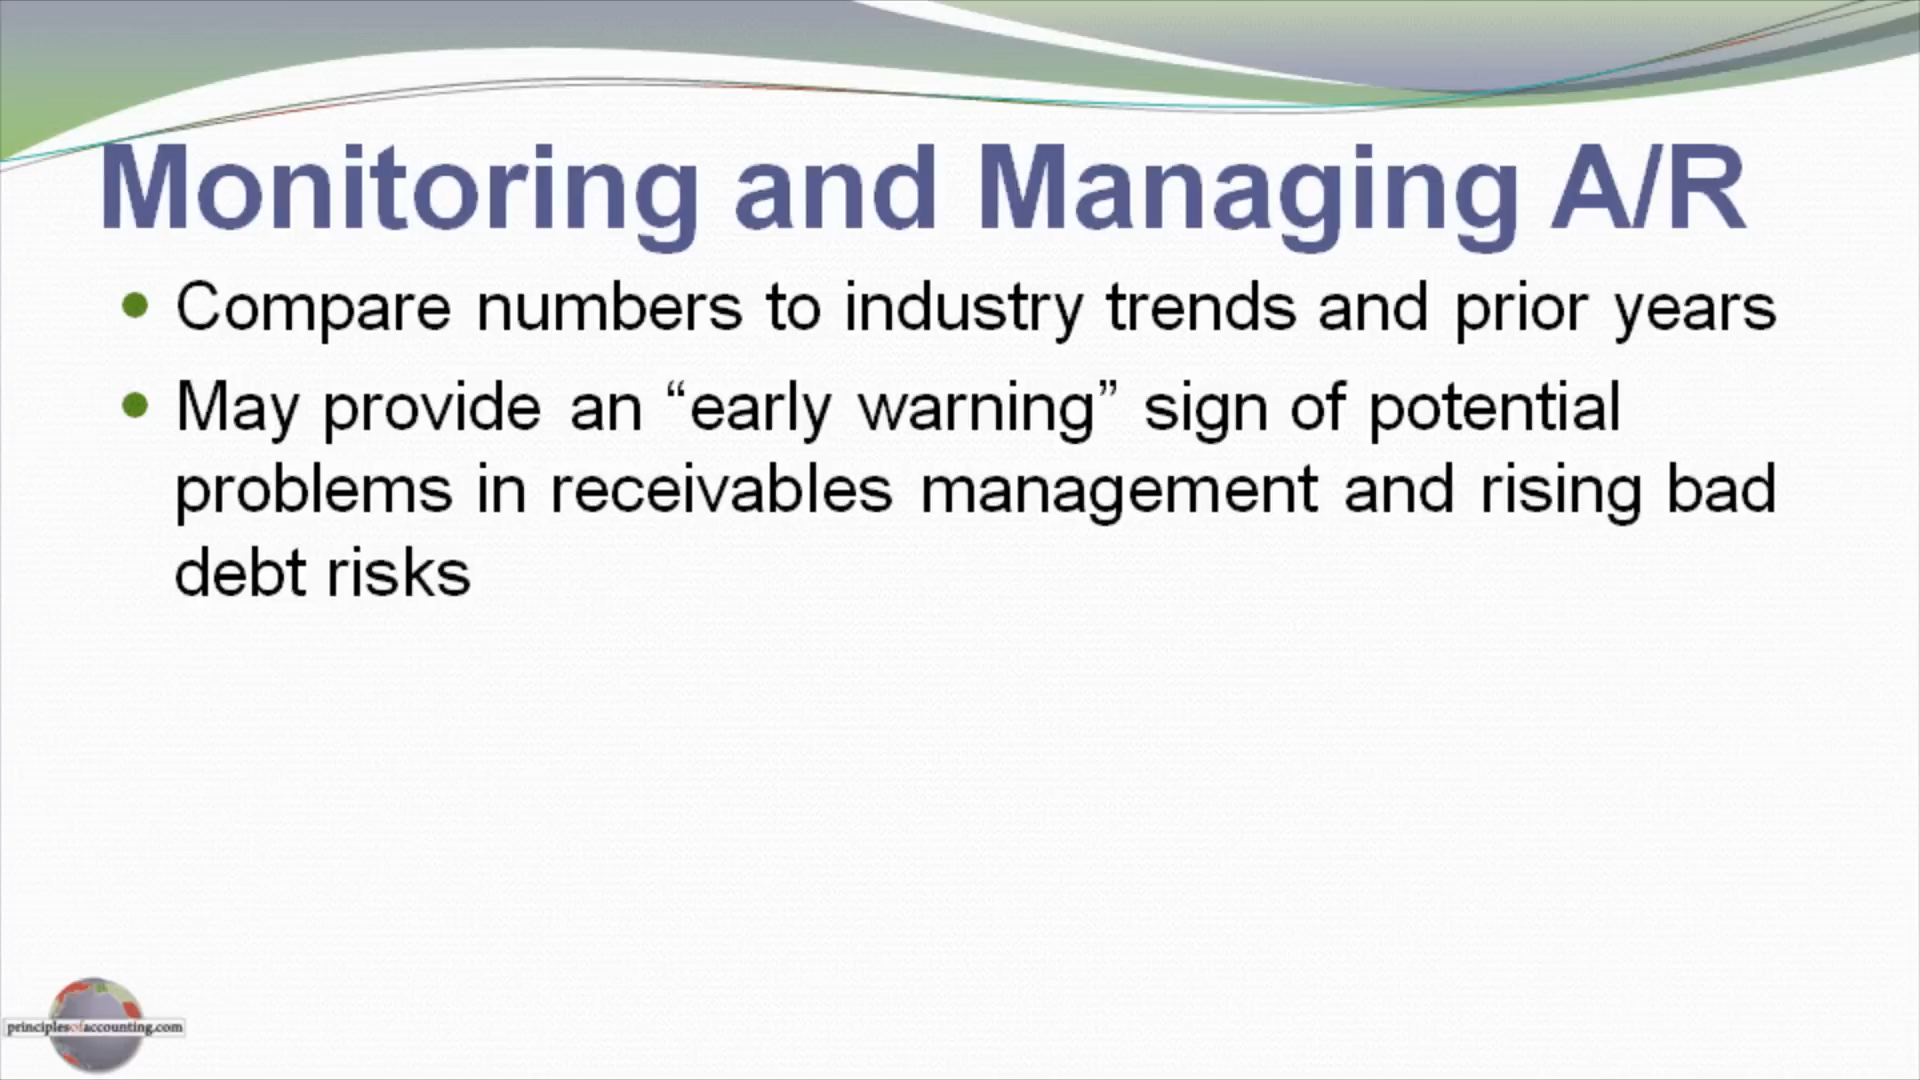 Monitoring and Managing A/R
• Compare numbers to industry trends and prior years
• May provide an “early warning” sign of potential
problems in receivables management and rising bad
debt risks
principlesofaccounting.com